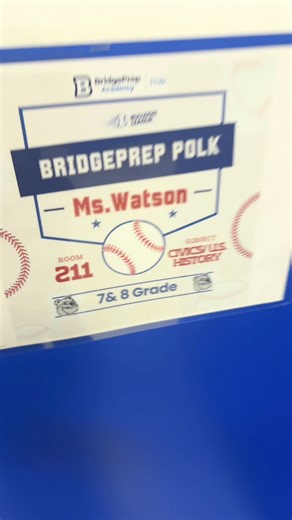 B BridgePrep Academy | Polk
BRIDGEPREP POLK
Ms.Watson
ROOM
211
SUBJECT
CIVICS/U.S.
HISTORY
7& 8 Grade